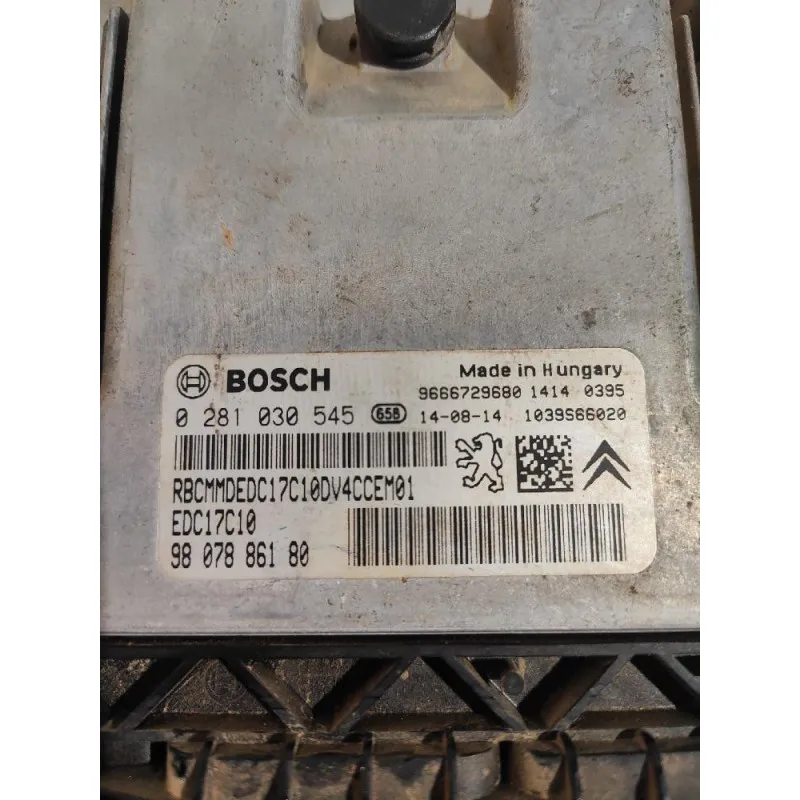 BOSCH Made in Hungary
9666729680 1414 0395
0 281 030 545 65B 14-08-14 1039S66020
RBCMMDEDC17C10DV4CCEM01
EDC17C10
98 078 861 80